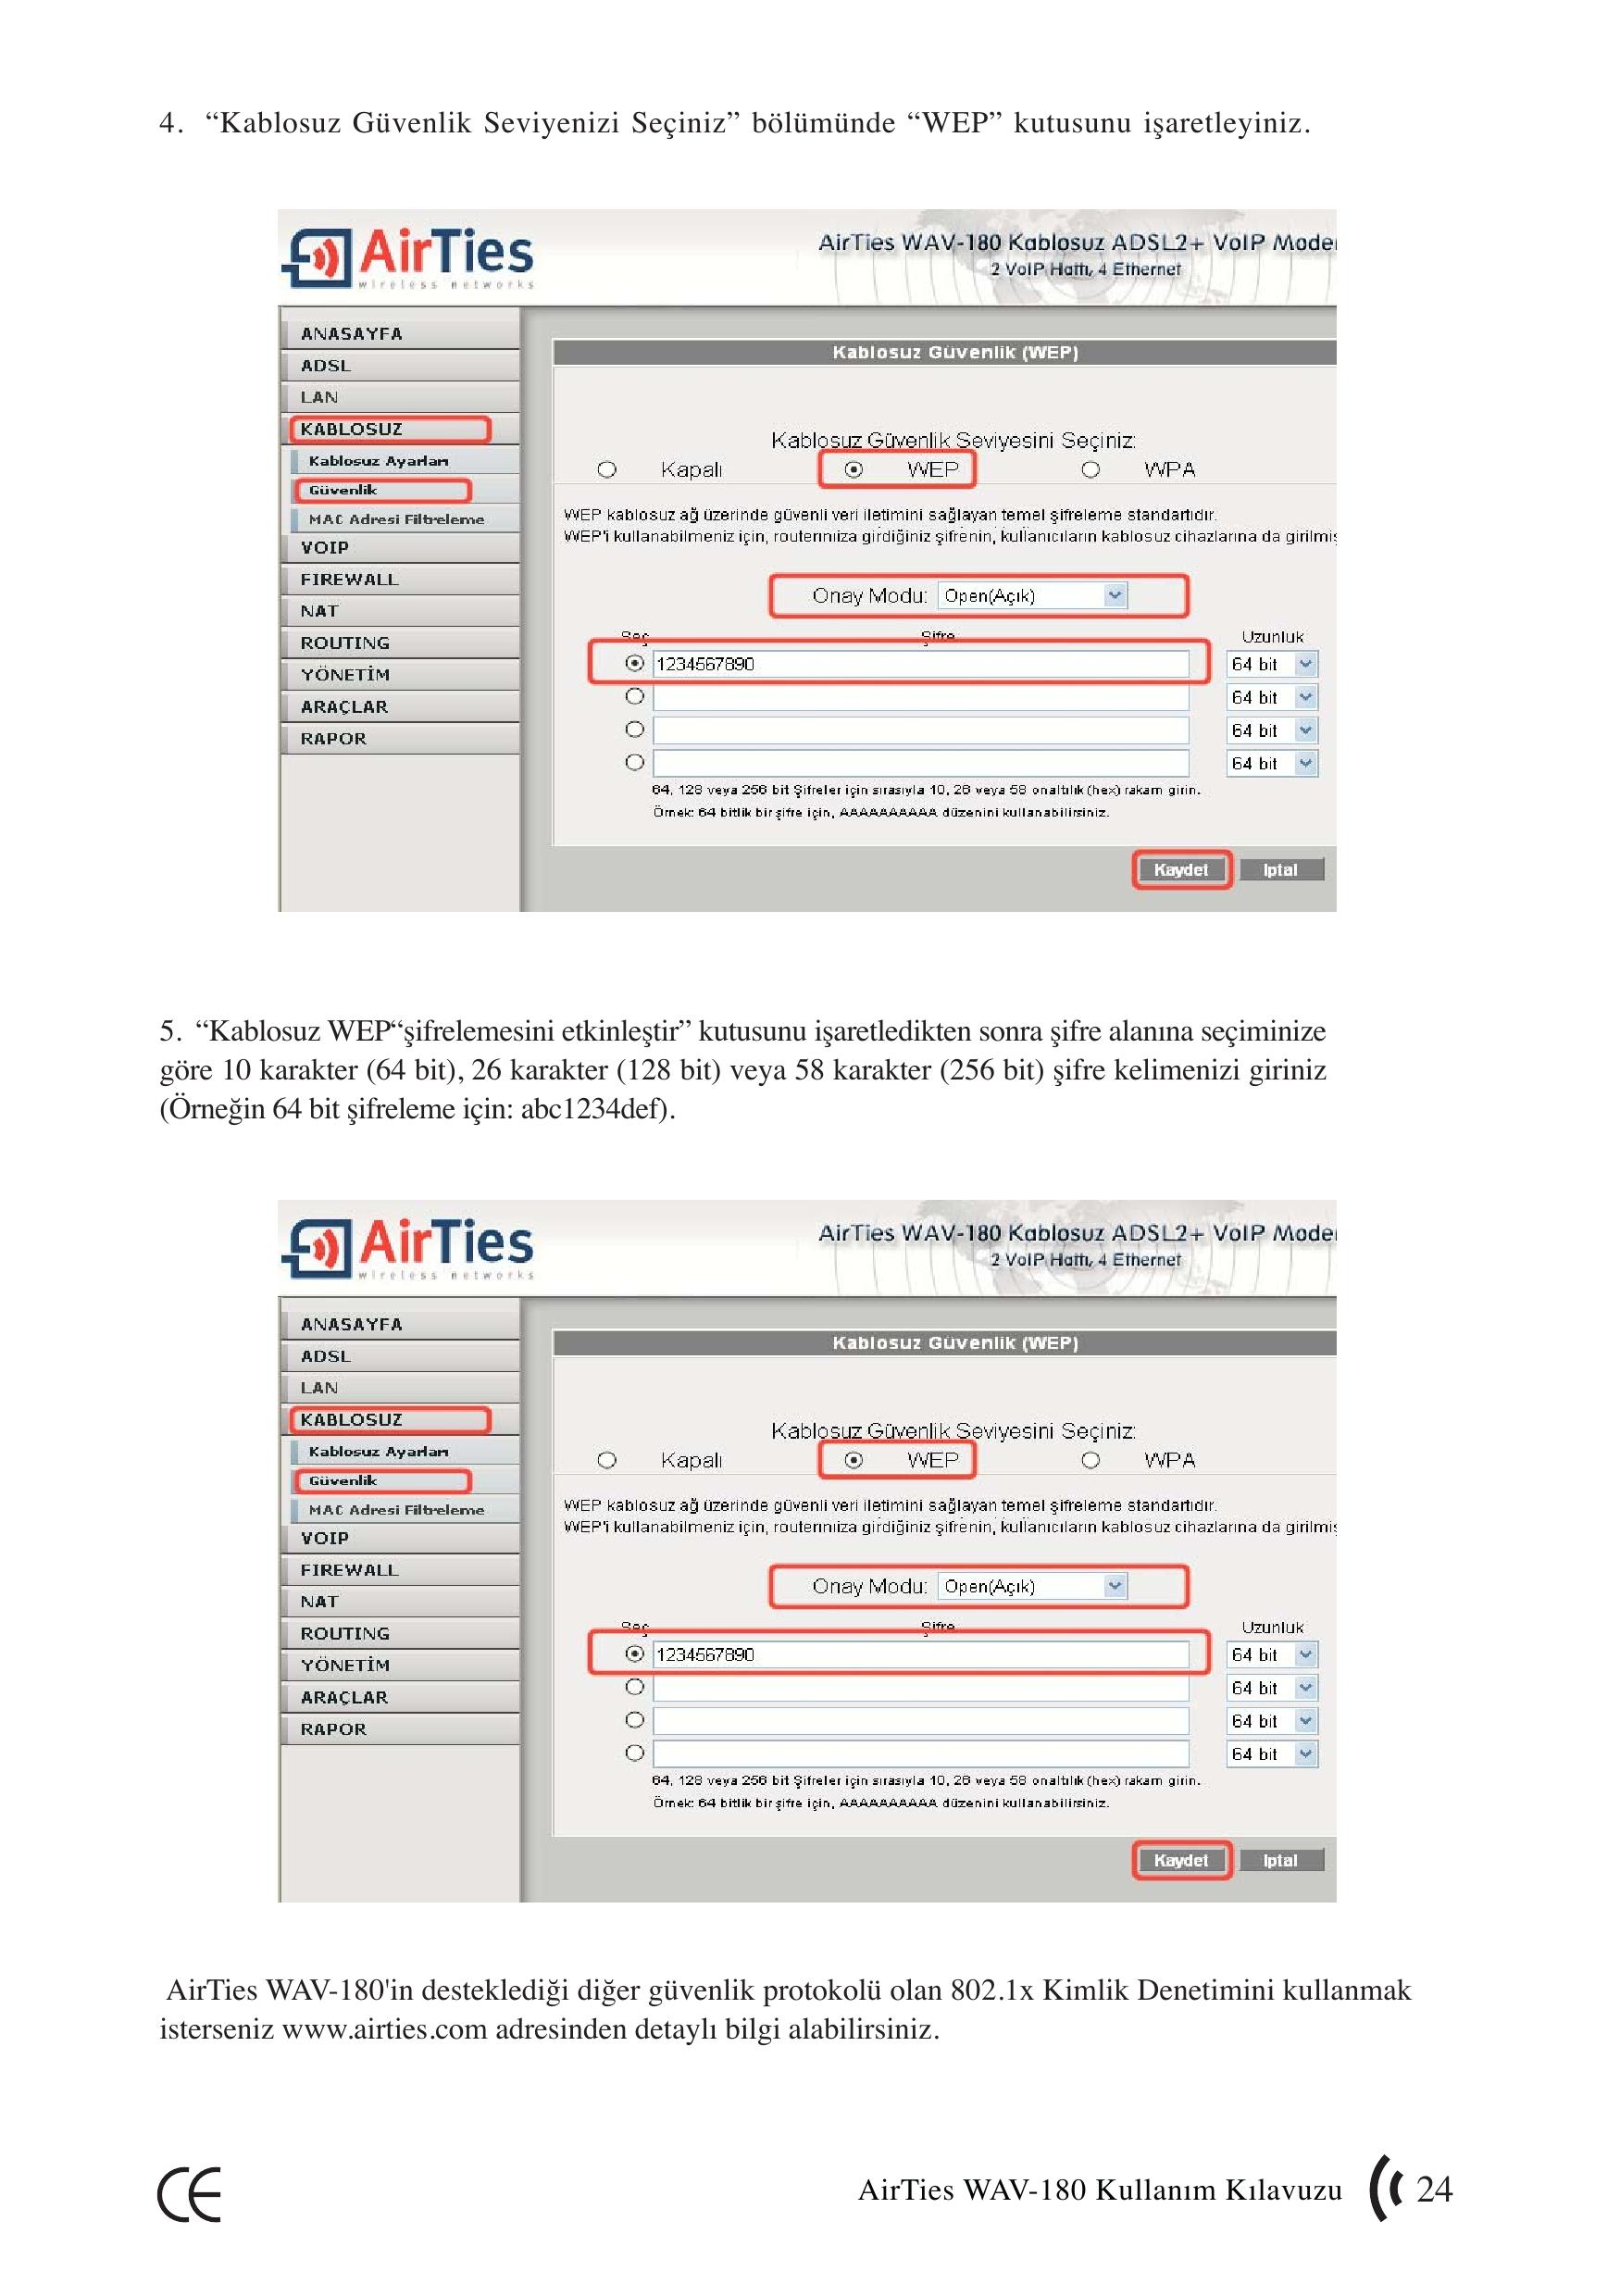 4. “Kablosuz Güvenlik Seviyenizi Seçiniz” bölümünde “WEP” kutusunu işaretleyiniz.
AirTies
wireless networks
AirTies WAV-180 Kablosuz ADSL2+ VoIP Mode
2 VoIP Hattı, 4 Ethernet
ANASAYFA
ADSL
LAN
KABLOSUZ
Kablosuz Ayarları
Güvenlik
MAC Adresi Filtreleme
VOIP
FIREWALL
NAT
ROUTING
YÖNETİM
ARAÇLAR
RAPOR
Kablosuz Güvenlik (WEP)
Kablosuz Güvenlik Seviyesini Seçiniz:
Kapalı WEP WPA
WEP kablosuz ağ üzerinde güvenli veri iletimini sağlayan temel şifreleme standartıdır.
WEP'i kullanabilmeniz için, routerınıiza girdiğiniz şifrenin, kullanıcıların kablosuz cihazlarına da girilmiş
Onay Modu: Open(Açık)
Seç Şifre Uzunluk
1234567890 64 bit
64 bit
64 bit
64 bit
64, 128 veya 256 bit Şifreler için sırasıyla 10, 26 veya 58 onaltılık (hex) rakam girin.
Örnek: 64 bitlik bir şifre için, AAAAAAAAAA düzenini kullanabilirsiniz.
Kaydet Iptal
5. “Kablosuz WEP“şifrelemesini etkinleştir” kutusunu işaretledikten sonra şifre alanına seçiminize
göre 10 karakter (64 bit), 26 karakter (128 bit) veya 58 karakter (256 bit) şifre kelimenizi giriniz
(Örneğin 64 bit şifreleme için: abc1234def).
AirTies
wireless networks
AirTies WAV-180 Kablosuz ADSL2+ VoIP Mode
2 VoIP Hattı, 4 Ethernet
ANASAYFA
ADSL
LAN
KABLOSUZ
Kablosuz Ayarları
Güvenlik
MAC Adresi Filtreleme
VOIP
FIREWALL
NAT
ROUTING
YÖNETİM
ARAÇLAR
RAPOR
Kablosuz Güvenlik (WEP)
Kablosuz Güvenlik Seviyesini Seçiniz:
Kapalı WEP WPA
WEP kablosuz ağ üzerinde güvenli veri iletimini sağlayan temel şifreleme standartıdır.
WEP'i kullanabilmeniz için, routerınıiza girdiğiniz şifrenin, kullanıcıların kablosuz cihazlarına da girilmiş
Onay Modu: Open(Açık)
Seç Şifre Uzunluk
1234567890 64 bit
64 bit
64 bit
64 bit
64, 128 veya 256 bit Şifreler için sırasıyla 10, 26 veya 58 onaltılık (hex) rakam girin.
Örnek: 64 bitlik bir şifre için, AAAAAAAAAA düzenini kullanabilirsiniz.
Kaydet Iptal
AirTies WAV-180'in desteklediği diğer güvenlik protokolü olan 802.1x Kimlik Denetimini kullanmak
isterseniz www.airties.com adresinden detaylı bilgi alabilirsiniz.
CE
AirTies WAV-180 Kullanım Kılavuzu 24